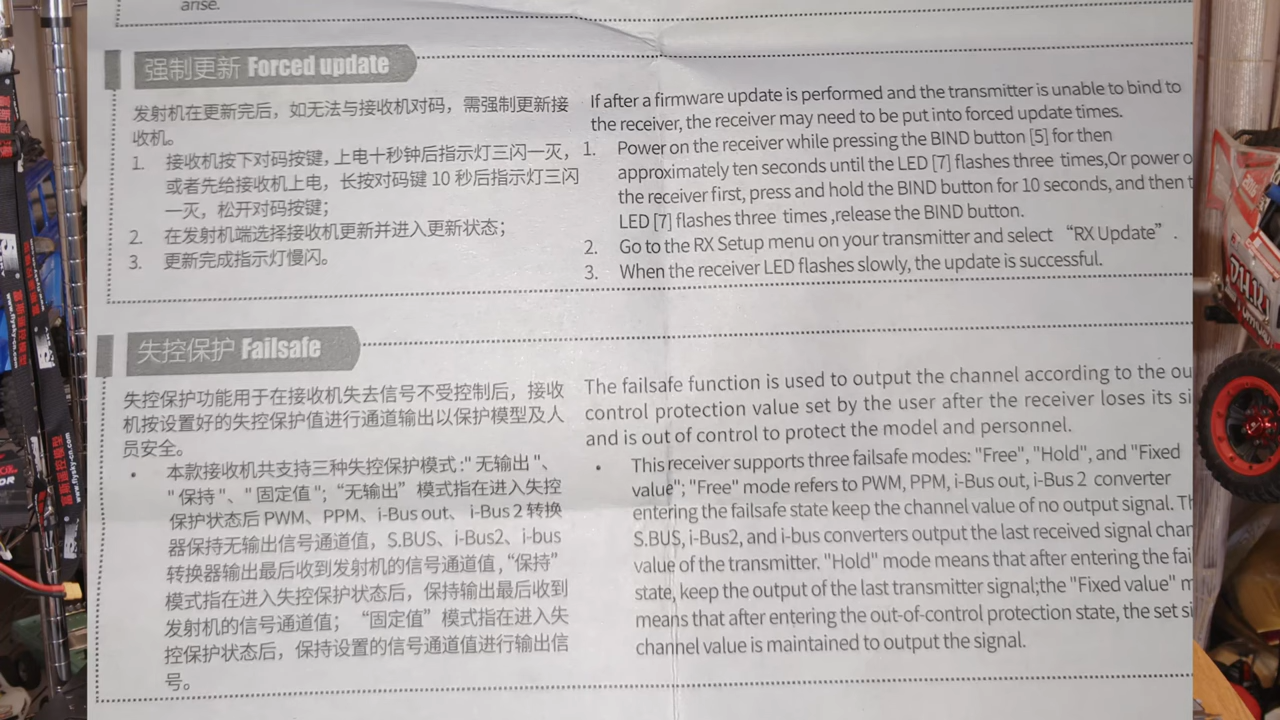 arise.
强制更新 Forced update
发射机在更新完后，如无法与接收机对码，需强制更新接
收机。
1. 接收机按下对码按键，上电十秒钟后指示灯三闪一灭，
或者先给接收机上电，长按对码键 10 秒后指示灯三闪
一灭，松开对码按键；
2. 在发射机端选择接收机更新并进入更新状态；
3. 更新完成指示灯慢闪。
If after a firmware update is performed and the transmitter is unable to bind to
the receiver, the receiver may need to be put into forced update times.
1. Power on the receiver while pressing the BIND button [5] for then
approximately ten seconds until the LED [7] flashes three times,Or power o
the receiver first, press and hold the BIND button for 10 seconds, and then t
LED [7] flashes three times ,release the BIND button.
2. Go to the RX Setup menu on your transmitter and select “RX Update” .
3. When the receiver LED flashes slowly, the update is successful.
失控保护 Failsafe
失控保护功能用于在接收机失去信号不受控制后，接收
机按设置好的失控保护值进行通道输出以保护模型及人
员安全。
• 本款接收机共支持三种失控保护模式:" 无输出 "、
" 保持 "、" 固定值 "；“无输出” 模式指在进入失控
保护状态后 PWM、PPM、i-Bus out、 i-Bus 2 转换
器保持无输出信号通道值，S.BUS、i-Bus2、i-bus
转换器输出最后收到发射机的信号通道值，“保持”
模式指在进入失控保护状态后，保持输出最后收到
发射机的信号通道值； “固定值” 模式指在进入失
控保护状态后，保持设置的信号通道值进行输出信
号。
The failsafe function is used to output the channel according to the ou
control protection value set by the user after the receiver loses its si
and is out of control to protect the model and personnel.
• This receiver supports three failsafe modes: "Free", "Hold", and "Fixed
value"; "Free" mode refers to PWM, PPM, i-Bus out, i-Bus 2 converter
entering the failsafe state keep the channel value of no output signal. Th
S.BUS, i-Bus2, and i-bus converters output the last received signal chan
value of the transmitter. "Hold" mode means that after entering the fai
state, keep the output of the last transmitter signal;the "Fixed value" m
means that after entering the out-of-control protection state, the set si
channel value is maintained to output the signal.